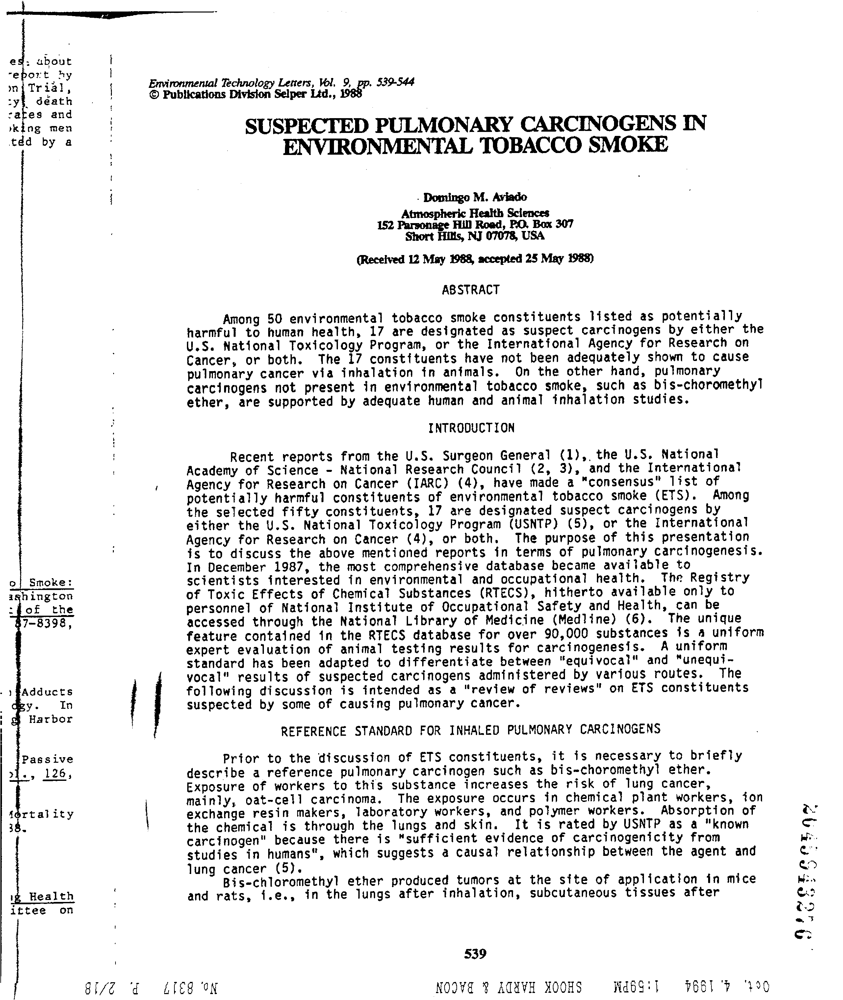 es: about
report by
on Trial,
death
rates and
king men
ted by a
Environmental Technology Letters, Vol. 9, pp. 539-544
© Publications Division Selper Ltd., 1988
SUSPECTED PULMONARY CARCINOGENS IN
ENVIRONMENTAL TOBACCO SMOKE
Domingo M. Aviado
Atmospheric Health Sciences
152 Parsonage Hill Road, P.O. Box 307
Short Hills, NJ 07078, USA
(Received 12 May 1988, accepted 25 May 1988)
ABSTRACT
Among 50 environmental tobacco smoke constituents listed as potentially
harmful to human health, 17 are designated as suspect carcinogens by either the
U.S. National Toxicology Program, or the International Agency for Research on
Cancer, or both. The 17 constituents have not been adequately shown to cause
pulmonary cancer via inhalation in animals. On the other hand, pulmonary
carcinogens not present in environmental tobacco smoke, such as bis-choromethyl
ether, are supported by adequate human and animal inhalation studies.
INTRODUCTION
Recent reports from the U.S. Surgeon General (1), the U.S. National
Academy of Science - National Research Council (2, 3), and the International
Agency for Research on Cancer (IARC) (4), have made a "consensus" list of
potentially harmful constituents of environmental tobacco smoke (ETS). Among
the selected fifty constituents, 17 are designated suspect carcinogens by
either the U.S. National Toxicology Program (USNTP) (5), or the International
Agency for Research on Cancer (4), or both. The purpose of this presentation
is to discuss the above mentioned reports in terms of pulmonary carcinogenesis.
In December 1987, the most comprehensive database became available to
scientists interested in environmental and occupational health. The Registry
of Toxic Effects of Chemical Substances (RTECS), hitherto available only to
personnel of National Institute of Occupational Safety and Health, can be
accessed through the National Library of Medicine (Medline) (6). The unique
feature contained in the RTECS database for over 90,000 substances is a uniform
expert evaluation of animal testing results for carcinogenesis. A uniform
standard has been adapted to differentiate between "equivocal" and "unequi-
vocal" results of suspected carcinogens administered by various routes. The
following discussion is intended as a "review of reviews" on ETS constituents
suspected by some of causing pulmonary cancer.
REFERENCE STANDARD FOR INHALED PULMONARY CARCINOGENS
Prior to the discussion of ETS constituents, it is necessary to briefly
describe a reference pulmonary carcinogen such as bis-choromethyl ether.
Exposure of workers to this substance increases the risk of lung cancer,
mainly, oat-cell carcinoma. The exposure occurs in chemical plant workers, ion
exchange resin makers, laboratory workers, and polymer workers. Absorption of
the chemical is through the lungs and skin. It is rated by USNTP as a "known
carcinogen" because there is "sufficient evidence of carcinogenicity from
studies in humans", which suggests a causal relationship between the agent and
lung cancer (5).
Bis-chloromethyl ether produced tumors at the site of application in mice
and rats, i.e., in the lungs after inhalation, subcutaneous tissues after
539
o Smoke:
ashington
of the
87-8398,
Adducts
In
Harbor
Passive
126,
ortality
38.
Health
ittee on
Oct. 4. 1994 1:59PM SHOOK HARDY & BACON No. 8317 P. 2/18